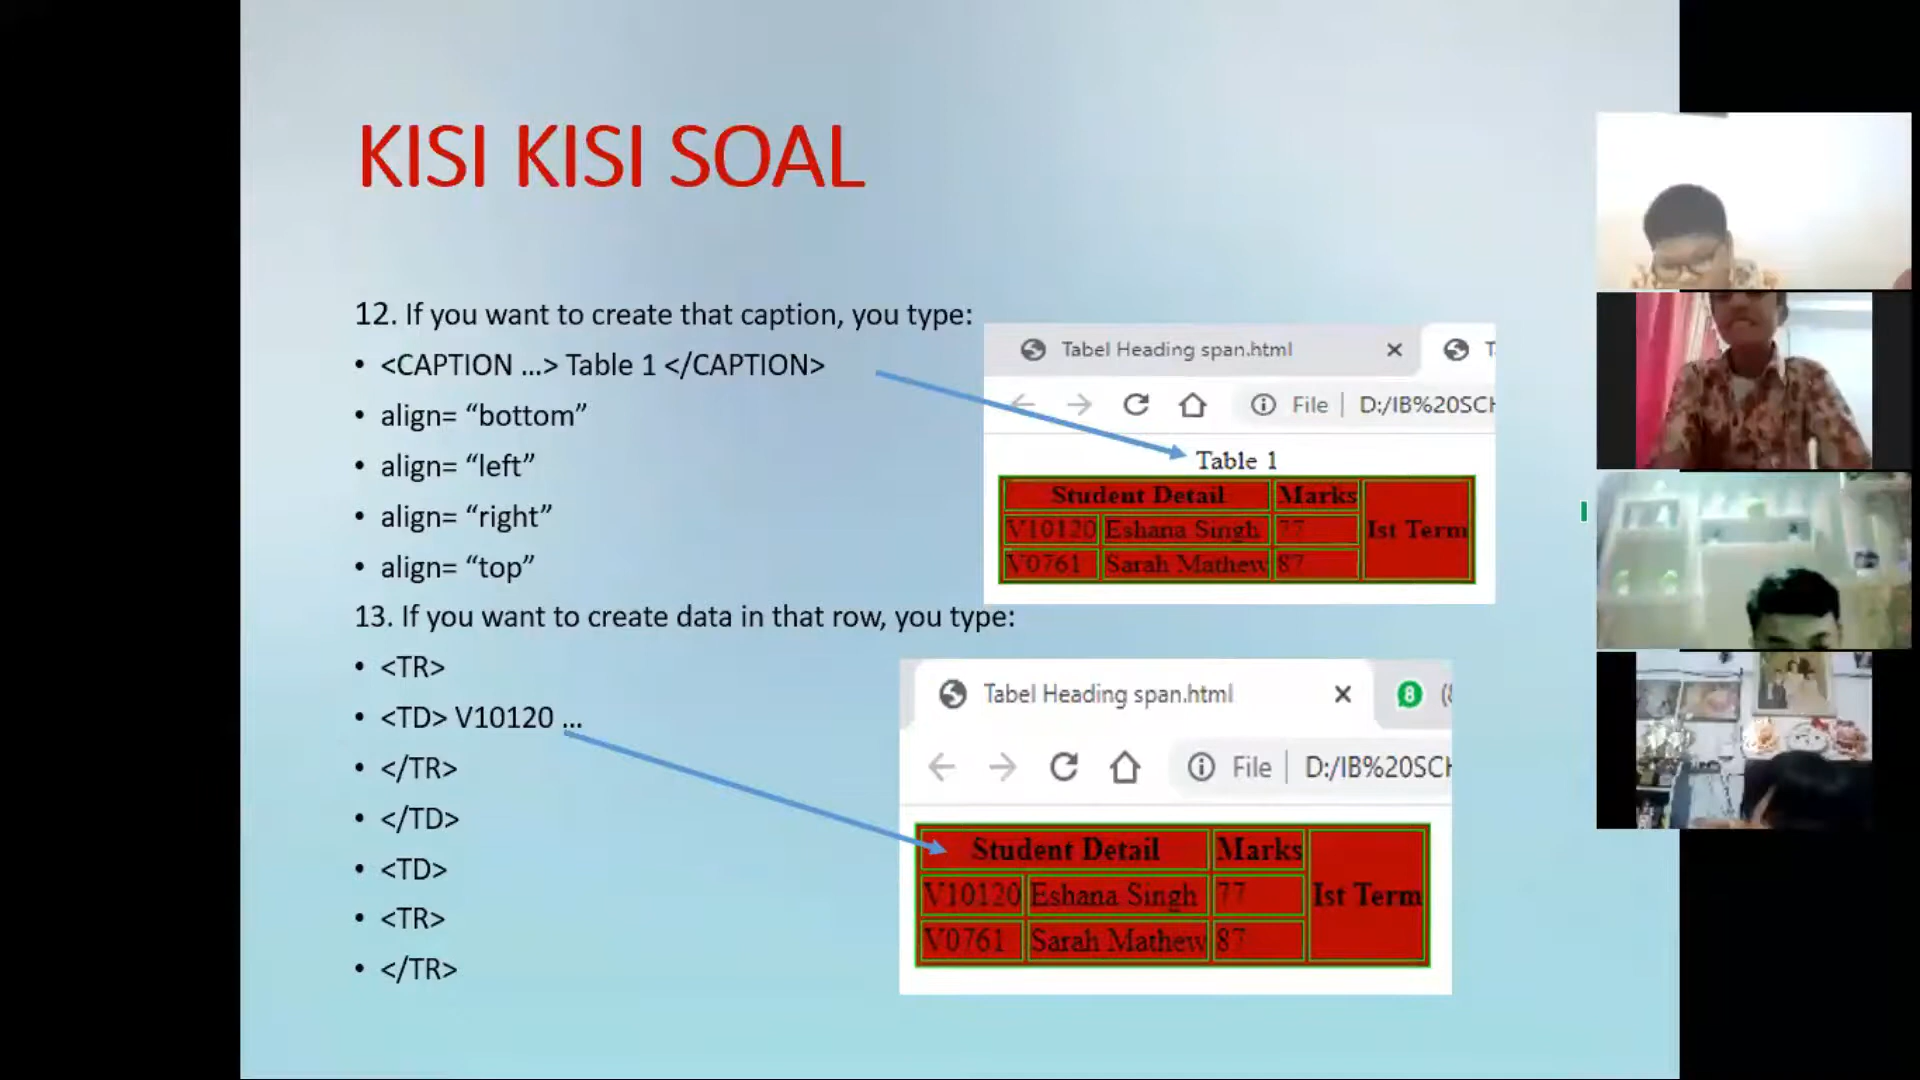 KISI KISI SOAL
12. If you want to create that caption, you type:
• <CAPTION ...> Table 1 </CAPTION>
• align= “bottom”
• align= “left”
• align= “right”
• align= “top”
13. If you want to create data in that row, you type:
• <TR>
• <TD> V10120 ...
• </TR>
• </TD>
• <TD>
• <TR>
• </TR>
Tabel Heading span.html
File D:/IB%20SCH
Table 1
Student Detail Marks Ist Term
V10120 Eshana Singh 77
V0761 Sarah Mathew 87
Tabel Heading span.html 8
File D:/IB%20SCH
Student Detail Marks Ist Term
V10120 Eshana Singh 77
V0761 Sarah Mathew 87